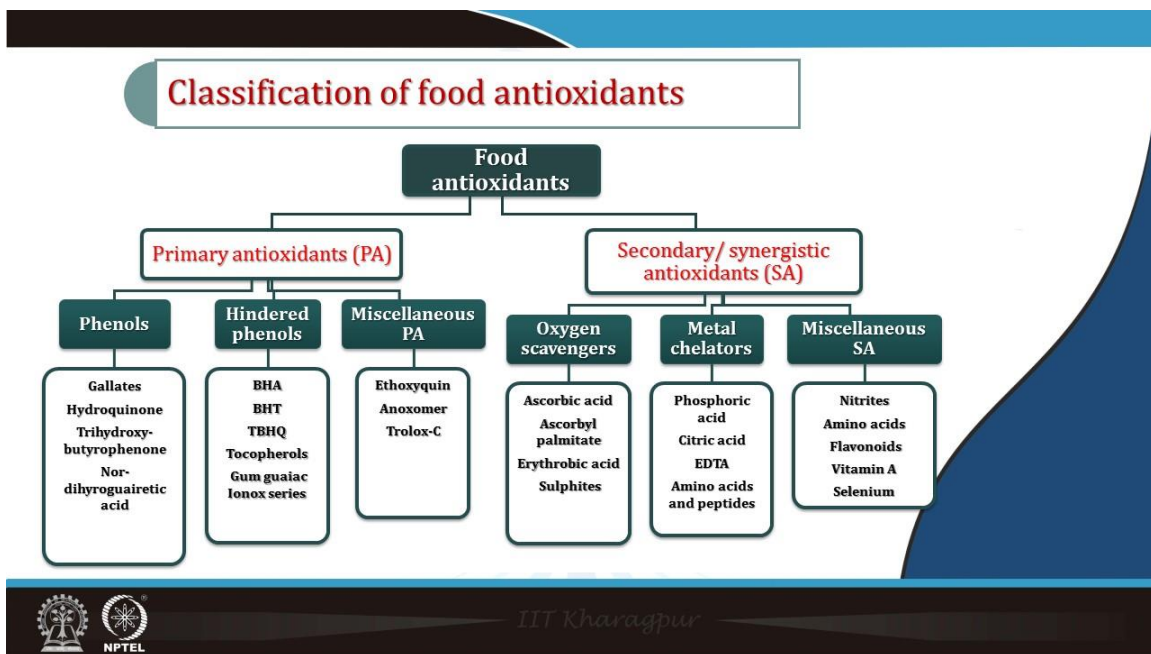 Classification of food antioxidants
Food
antioxidants
Primary antioxidants (PA)
Secondary/ synergistic
antioxidants (SA)
Phenols
Hindered
phenols
Miscellaneous
PA
Oxygen
scavengers
Metal
chelators
Miscellaneous
SA
Gallates
Hydroquinone
Trihydroxy-
butyrophenone
Nor-
dihyroguairetic
acid
BHA
BHT
TBHQ
Tocopherols
Gum guaiac
Ionox series
Ethoxyquin
Anoxomer
Trolox-C
Ascorbic acid
Ascorbyl
palmitate
Erythrobic acid
Sulphites
Phosphoric
acid
Citric acid
EDTA
Amino acids
and peptides
Nitrites
Amino acids
Flavonoids
Vitamin A
Selenium
IIT Kharagpur
NPTEL